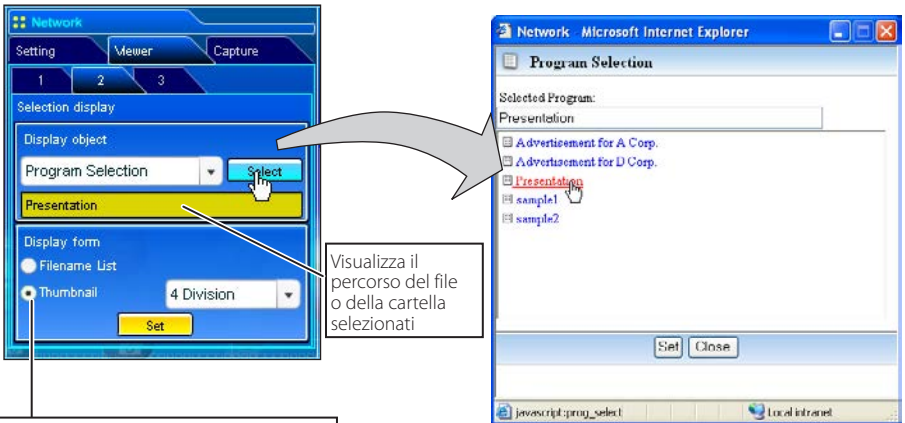 Network
Setting Viewer Capture
1 2 3
Selection display
Display object
Program Selection Select
Presentation
Display form
Filename List
Thumbnail 4 Division
Set
Visualizza il
percorso del file
o della cartella
selezionati
Network - Microsoft Internet Explorer
Program Selection
Selected Program:
Presentation
Advertisement for A Corp.
Advertisement for D Corp.
Presentation
sample1
sample2
Set Close
javascript:prog_select Local intranet